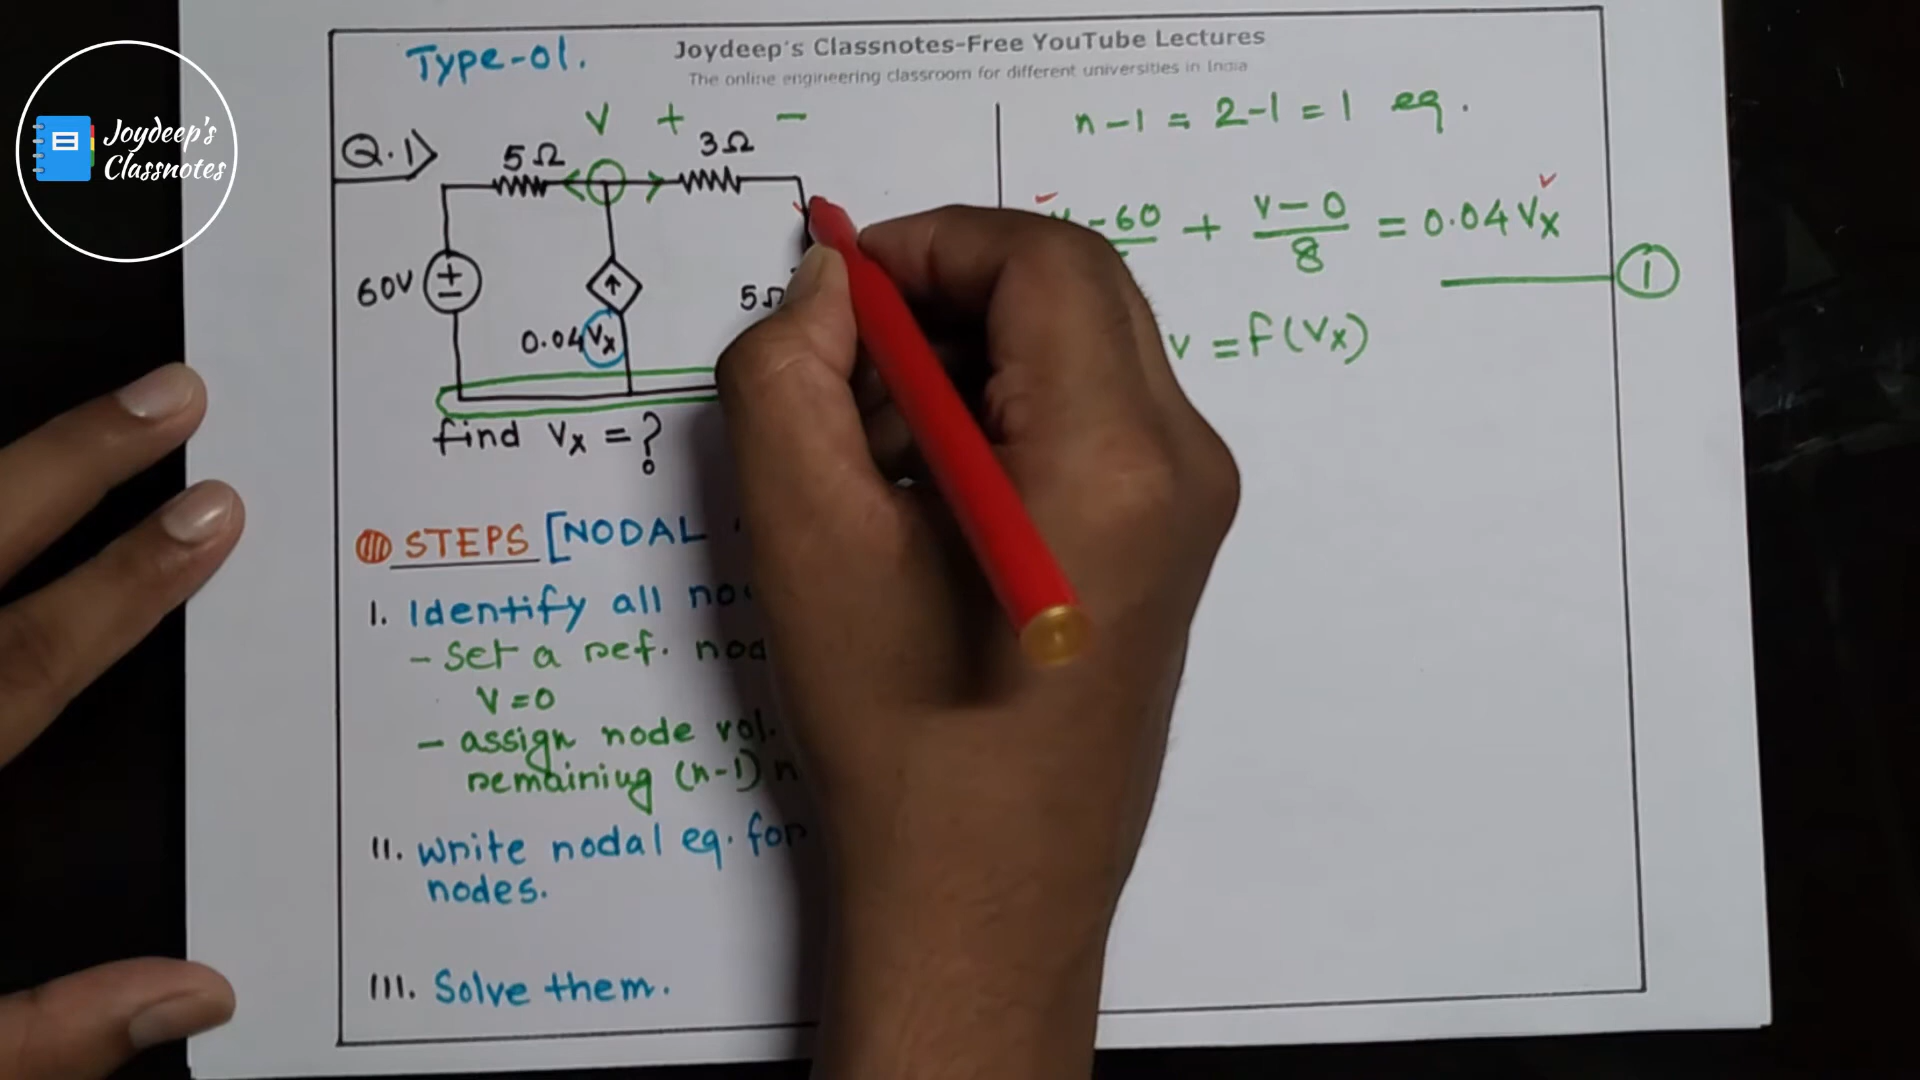 Joydeep's
Classnotes
Type-01.
Joydeep's Classnotes-Free YouTube Lectures
The online engineering classroom for different universities in India
Q.1
V + -
5Ω
3Ω
60V
+
-
0.04Vx
5Ω
find Vx = ?
n-1 = 2-1 = 1 eq.
-60 + V-0 = 0.04Vx
8
1
V = f(Vx)
III STEPS [NODAL
I. Identify all
- Set a ref.
V=0
- assign node vol.
remaining (n-1) n
II. Write nodal eq. for
nodes.
III. Solve them.